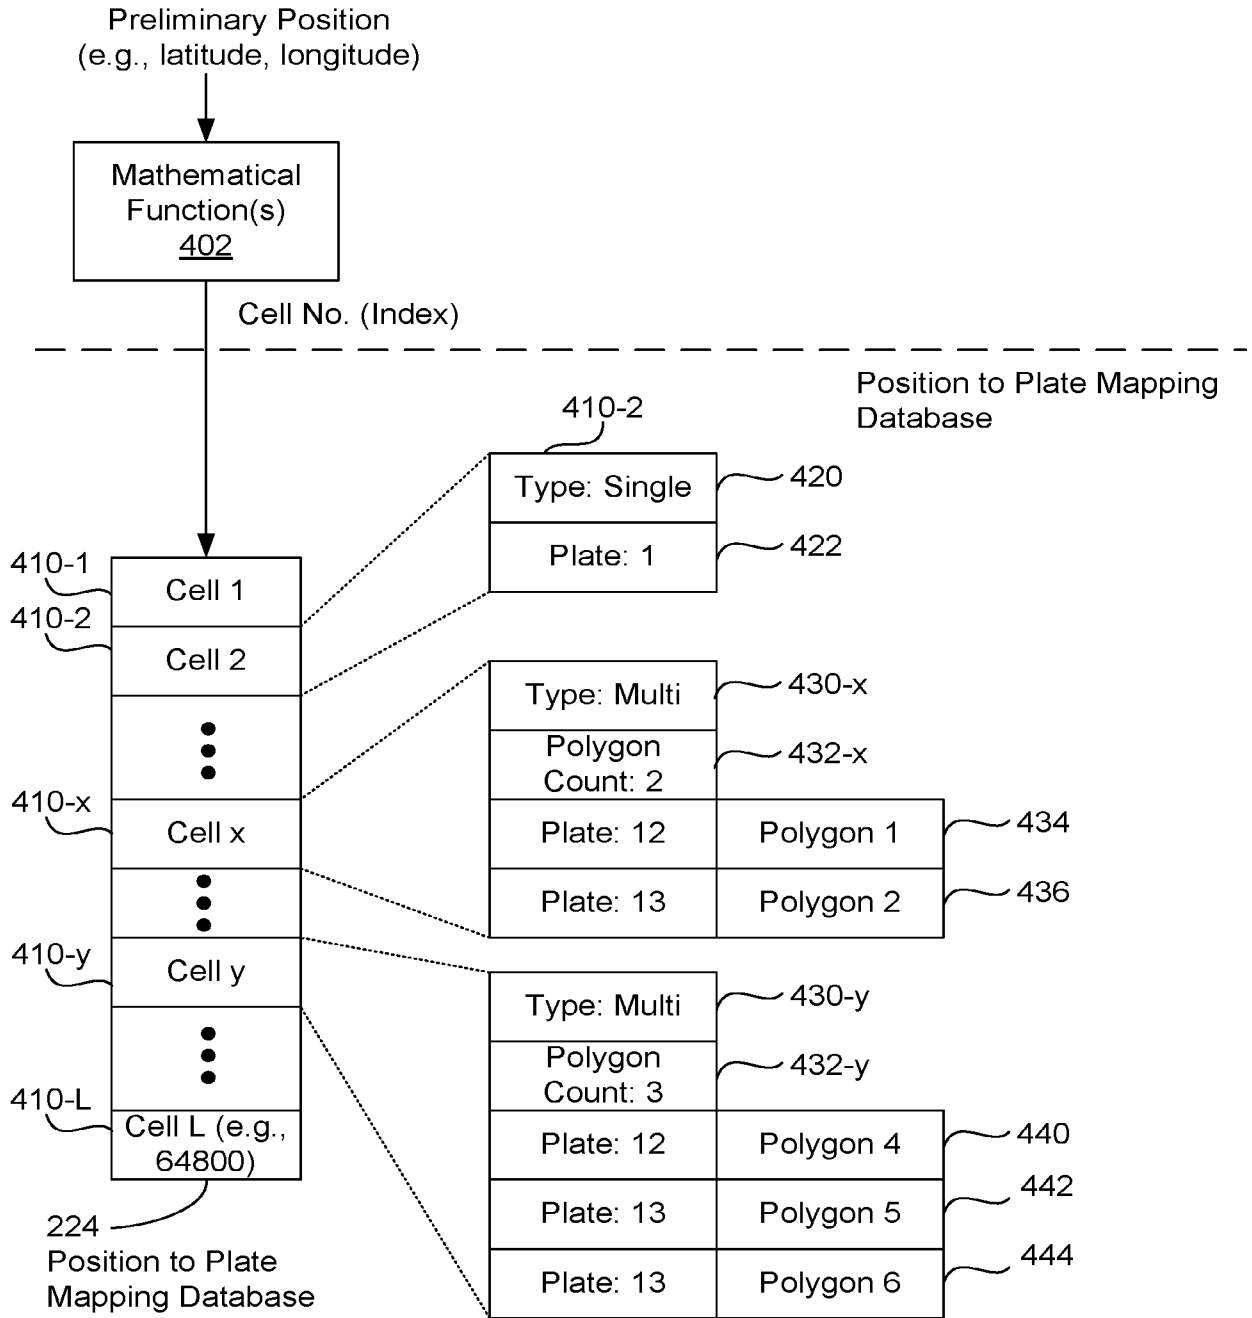 Preliminary Position
(e.g., latitude, longitude)
Mathematical
Function(s)
402
Cell No. (Index)
Position to Plate Mapping
Database
410-2
Type: Single
420
Plate: 1
422
410-1
Cell 1
410-2
Cell 2
Type: Multi
430-x
Polygon
Count: 2
432-x
410-x
Cell x
Plate: 12
Polygon 1
434
Plate: 13
Polygon 2
436
410-y
Cell y
Type: Multi
430-y
Polygon
Count: 3
432-y
410-L
Cell L (e.g.,
64800)
Plate: 12
Polygon 4
440
Plate: 13
Polygon 5
442
Plate: 13
Polygon 6
444
224
Position to Plate
Mapping Database